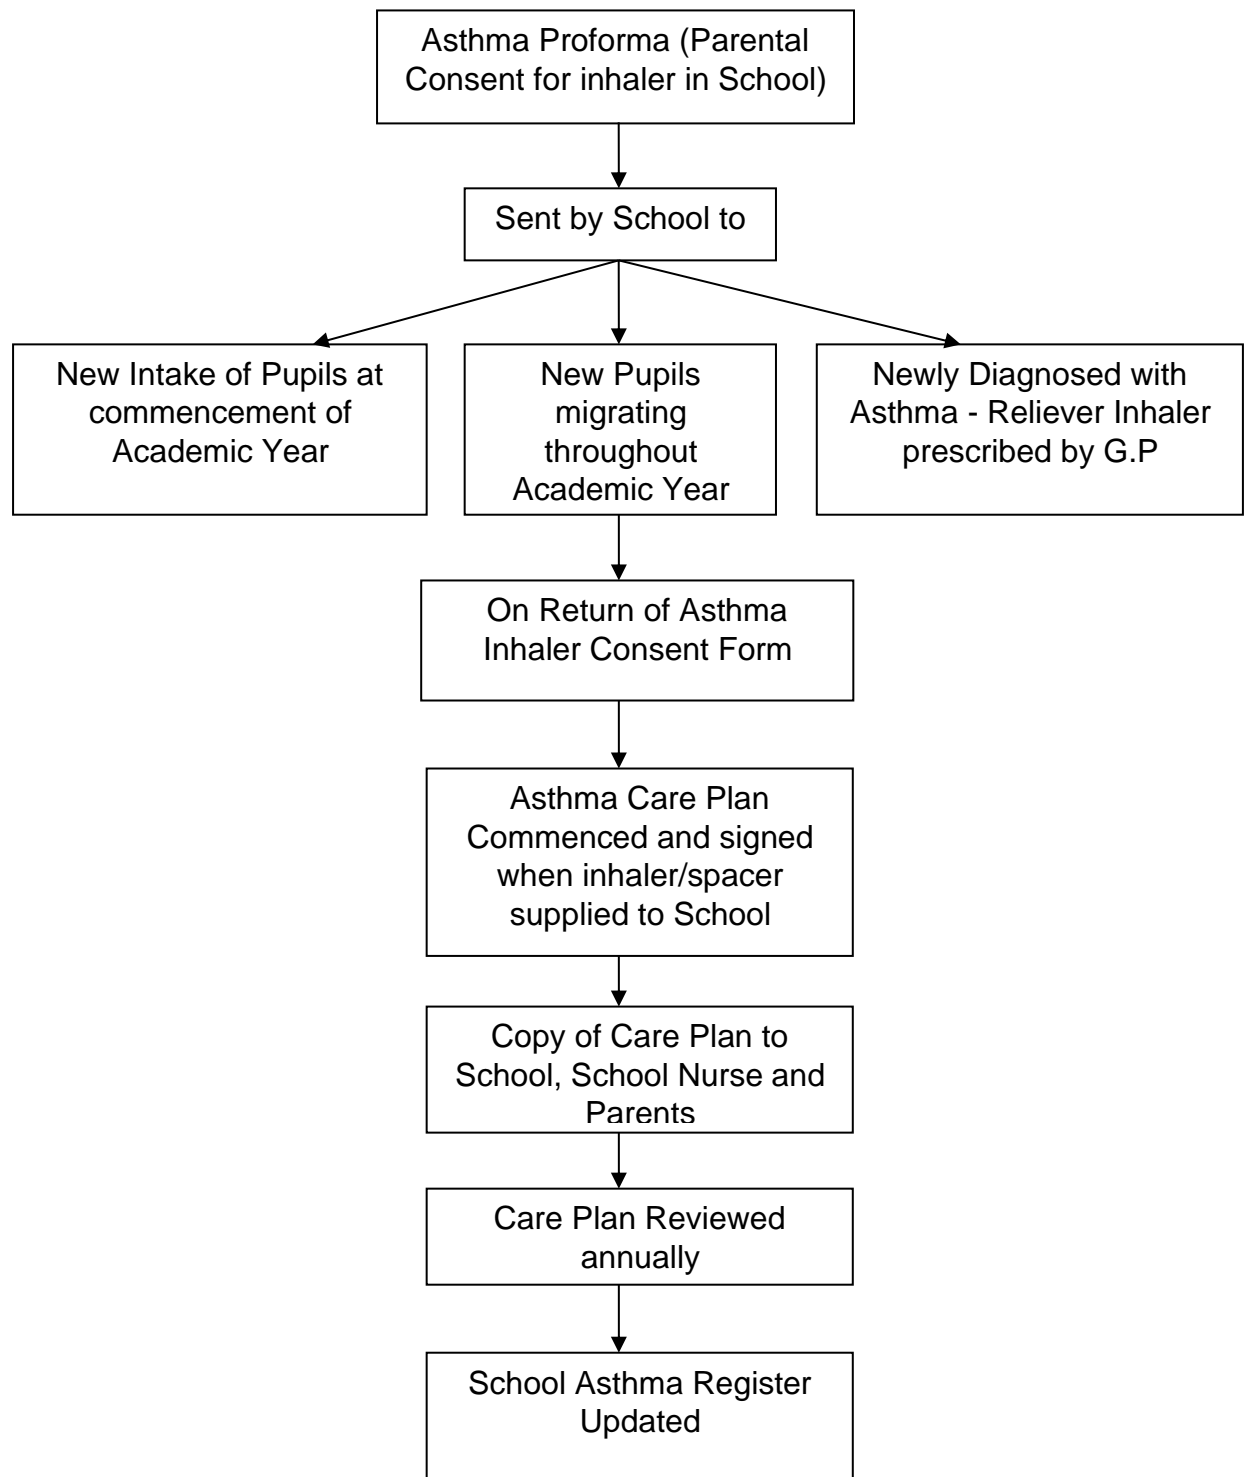 Asthma Proforma (Parental
Consent for inhaler in School)
Sent by School to
New Intake of Pupils at
commencement of
Academic Year
New Pupils
migrating
throughout
Academic Year
Newly Diagnosed with
Asthma - Reliever Inhaler
prescribed by G.P
On Return of Asthma
Inhaler Consent Form
Asthma Care Plan
Commenced and signed
when inhaler/spacer
supplied to School
Copy of Care Plan to
School, School Nurse and
Parents
Care Plan Reviewed
annually
School Asthma Register
Updated